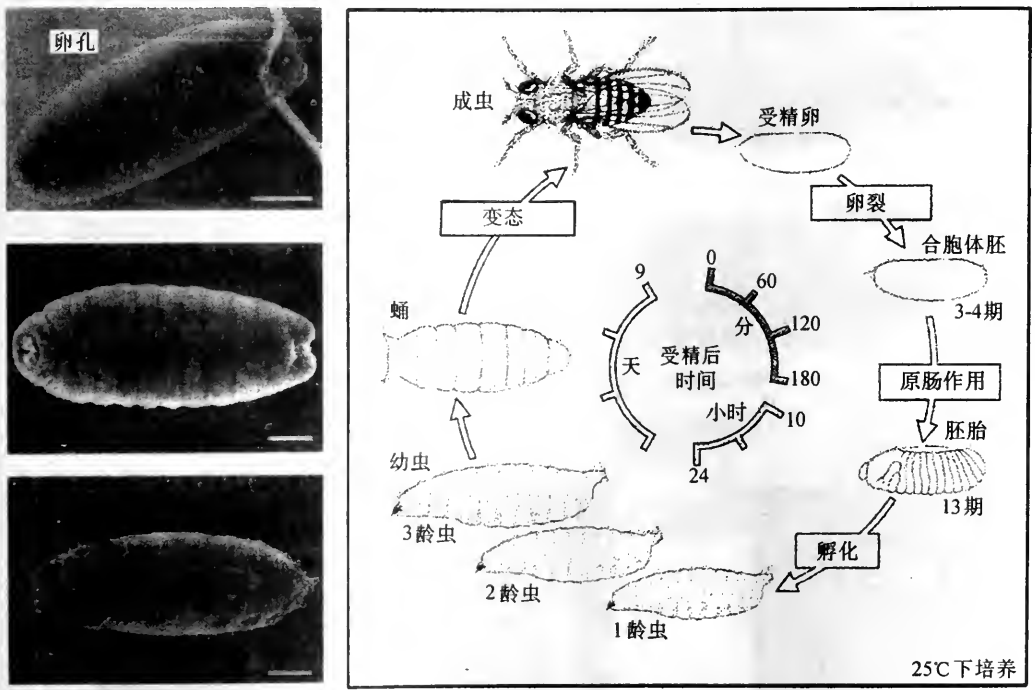 卵孔
成虫
受精卵
卵裂
合胞体胚
3-4期
原肠作用
胚胎
13期
孵化
1龄虫
2龄虫
3龄虫
幼虫
蛹
变态
0
60
分
120
180
10
小时
24
天
9
受精后
时间
25℃下培养